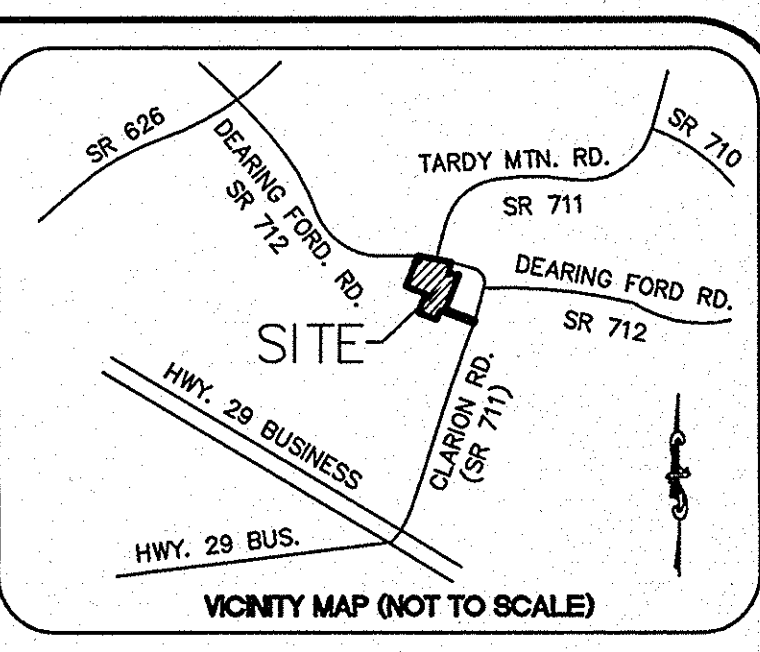 SR 626
DEARING FORD. RD.
SR 712
TARDY MTN. RD.
SR 711
SR 710
DEARING FORD RD.
SR 712
SITE
CLARION RD.
(SR 711)
HWY. 29 BUSINESS
HWY. 29 BUS.
VICINITY MAP (NOT TO SCALE)